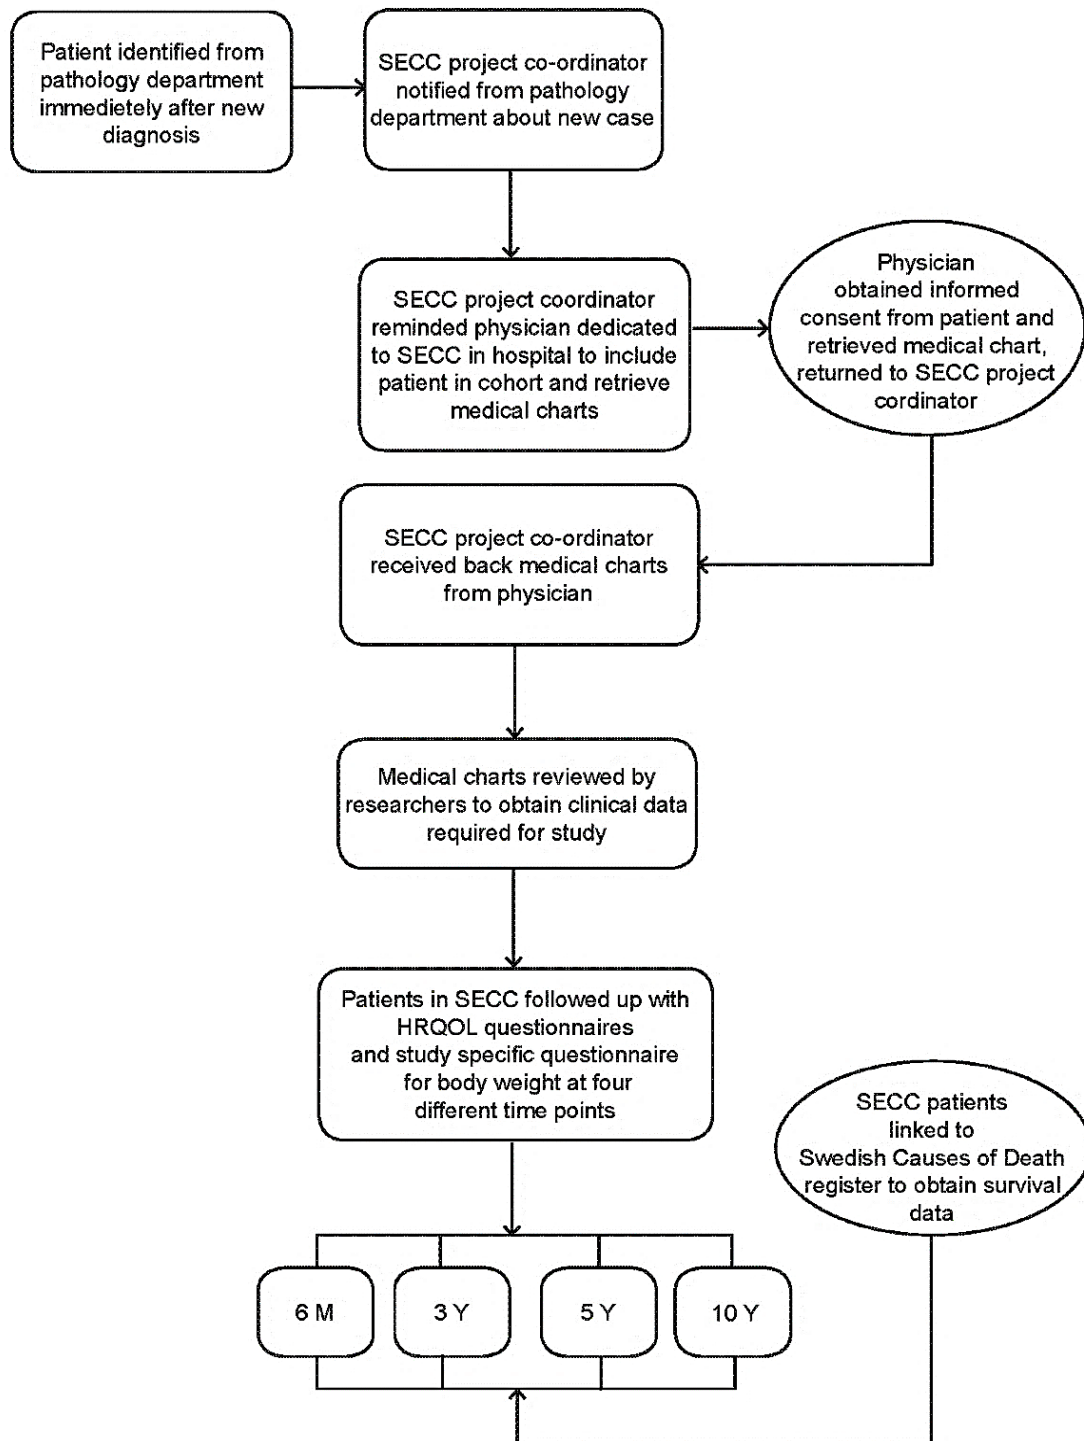 Patient identified from
pathology department
immedietely after new
diagnosis
SECC project co-ordinator
notified from pathology
department about new case
SECC project coordinator
reminded physician dedicated
to SECC in hospital to include
patient in cohort and retrieve
medical charts
Physician
obtained informed
consent from patient and
retrieved medical chart,
returned to SECC project
cordinator
SECC project co-ordinator
received back medical charts
from physician
Medical charts reviewed by
researchers to obtain clinical data
required for study
Patients in SECC followed up with
HRQOL questionnaires
and study specific questionnaire
for body weight at four
different time points
SECC patients
linked to
Swedish Causes of Death
register to obtain survival
data
6 M
3 Y
5 Y
10 Y